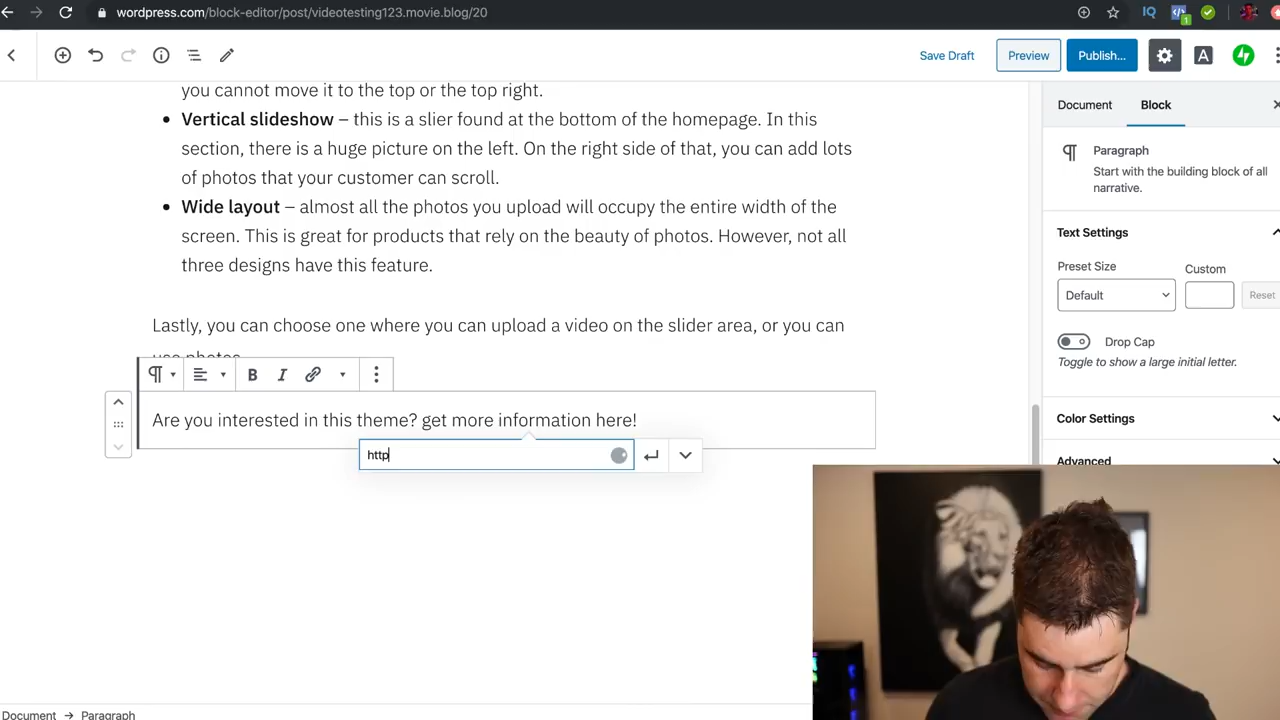 wordpress.com/block-editor/post/videotesting123.movie.blog/20
IQ
1
Save Draft
Preview
Publish...
A
you cannot move it to the top or the top right.
Vertical slideshow – this is a slier found at the bottom of the homepage. In this
section, there is a huge picture on the left. On the right side of that, you can add lots
of photos that your customer can scroll.
Wide layout – almost all the photos you upload will occupy the entire width of the
screen. This is great for products that rely on the beauty of photos. However, not all
three designs have this feature.
Lastly, you can choose one where you can upload a video on the slider area, or you can
use photos.
B
I
Are you interested in this theme? get more information here!
http
Document
Block
Paragraph
Start with the building block of all
narrative.
Text Settings
Preset Size
Custom
Default
Reset
Drop Cap
Toggle to show a large initial letter.
Color Settings
Advanced
Document → Paragraph